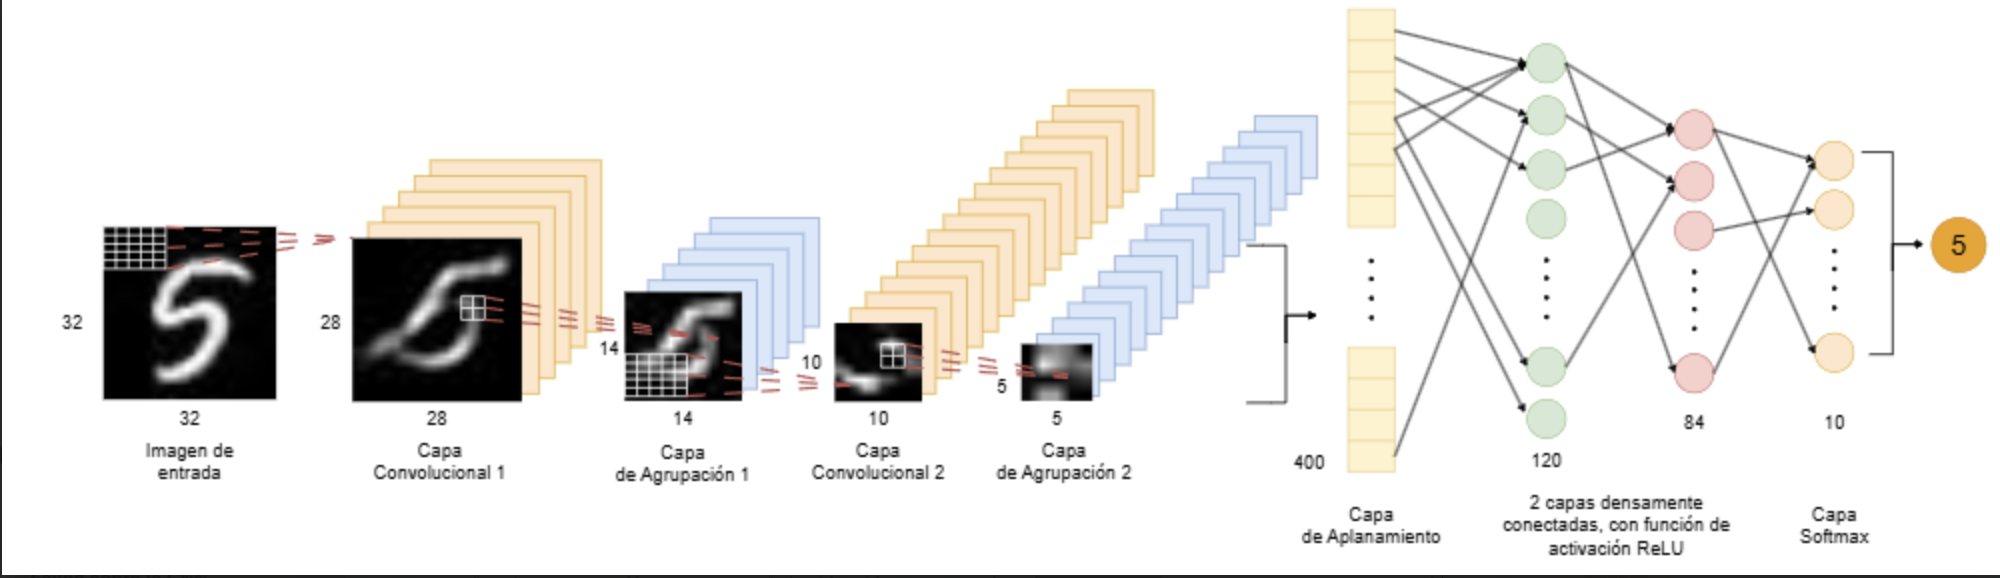 32
32
Imagen de
entrada
28
28
Capa
Convolucional 1
14
14
Capa
de Agrupación 1
10
10
Capa
Convolucional 2
5
5
Capa
de Agrupación 2
400
Capa
de Aplanamiento
120
84
2 capas densamente
conectadas, con función de
activación ReLU
10
Capa
Softmax
5